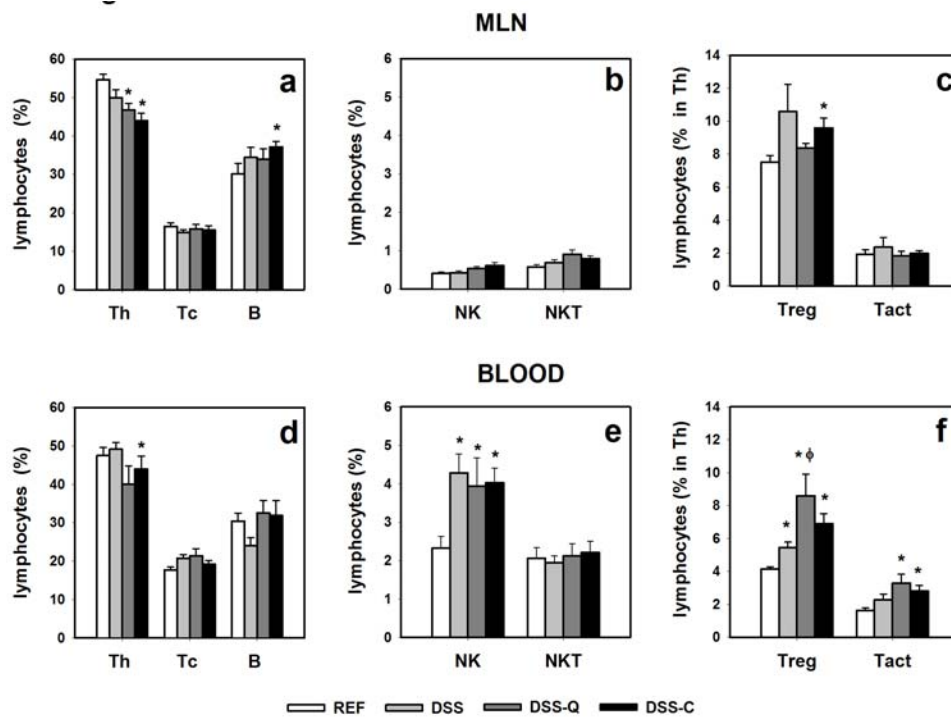 MLN
60
50
40
30
20
10
0
lymphocytes (%)
a
*
*
*
Th Tc B
6
5
4
3
2
1
0
lymphocytes (%)
b
NK NKT
14
12
10
8
6
4
2
0
lymphocytes (% in Th)
c
*
Treg Tact
BLOOD
60
50
40
30
20
10
0
lymphocytes (%)
d
*
Th Tc B
6
5
4
3
2
1
0
lymphocytes (%)
e
* * *
NK NKT
14
12
10
8
6
4
2
0
lymphocytes (% in Th)
f
* ϕ
*
*
*
*
Treg Tact
REF DSS DSS-Q DSS-C